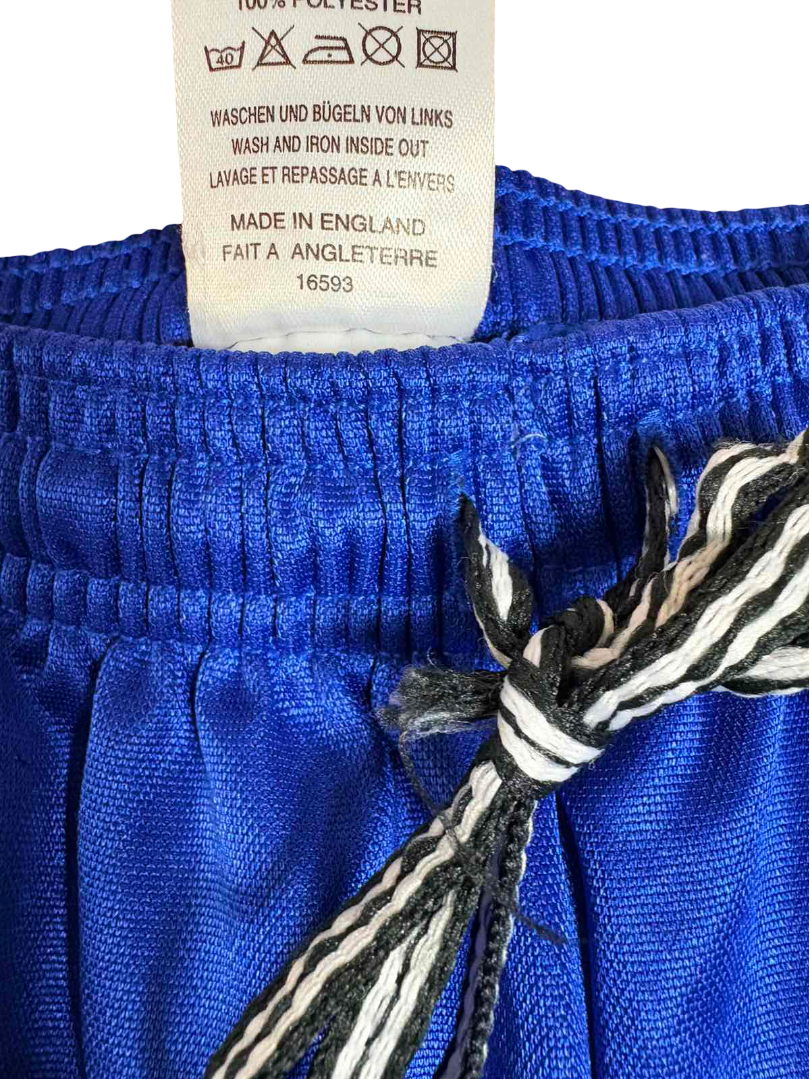 100% POLYESTER
40
WASCHEN UND BÜGELN VON LINKS
WASH AND IRON INSIDE OUT
LAVAGE ET REPASSAGE A L'ENVERS
MADE IN ENGLAND
FAIT A ANGLETERRE
16593